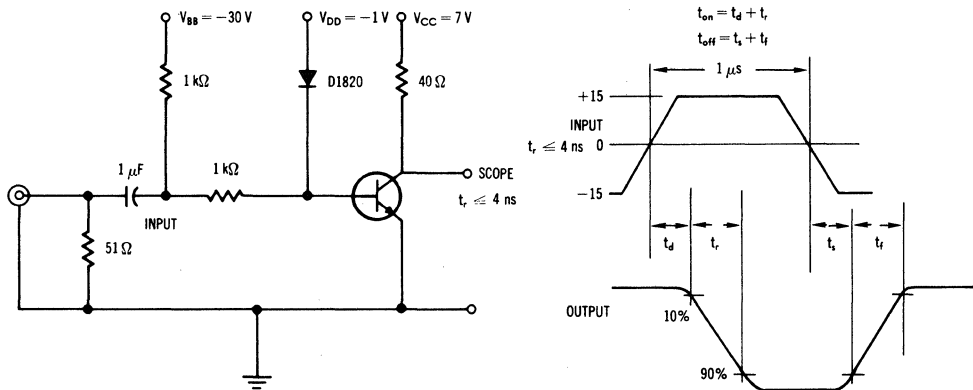 V_BB = −30 V
V_DD = −1 V
V_CC = 7 V
1 kΩ
D1820
40 Ω
1 μF
1 kΩ
INPUT
51 Ω
SCOPE
t_r ≤ 4 ns
t_on = t_d + t_r
t_off = t_s + t_f
1 μs
+15
INPUT
t_r ≤ 4 ns 0
−15
t_d
t_r
t_s
t_f
OUTPUT
10%
90%